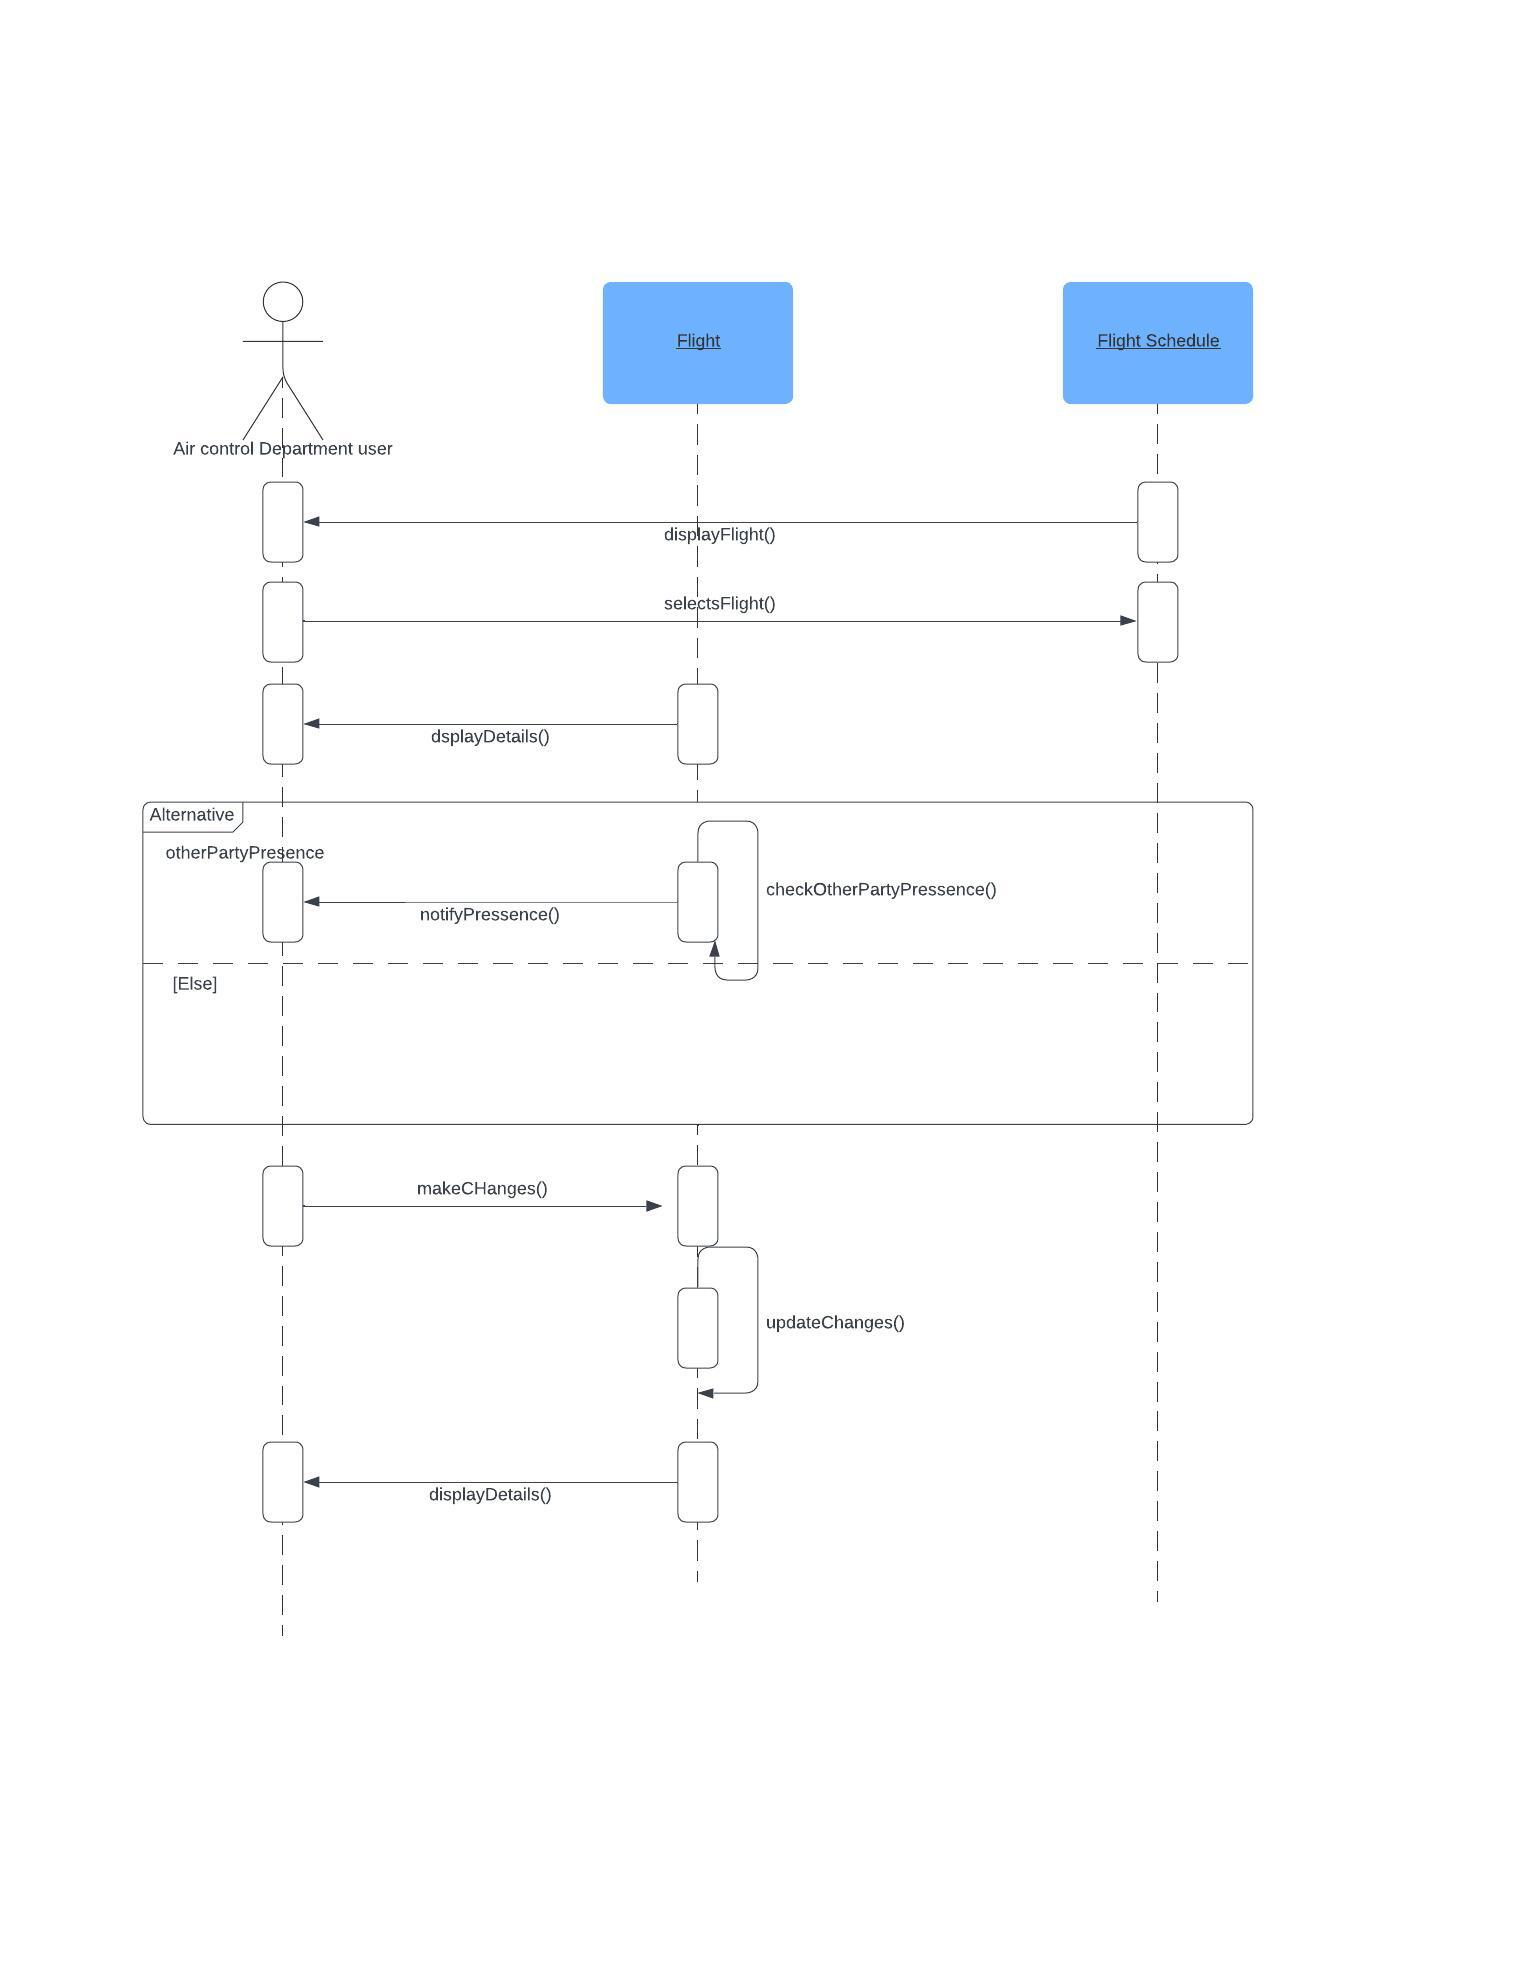 Flight
Flight Schedule
Air control Department user
displayFlight()
selectsFlight()
dsplayDetails()
Alternative
otherPartyPresence
checkOtherPartyPressence()
notifyPressence()
[Else]
makeCHanges()
updateChanges()
displayDetails()